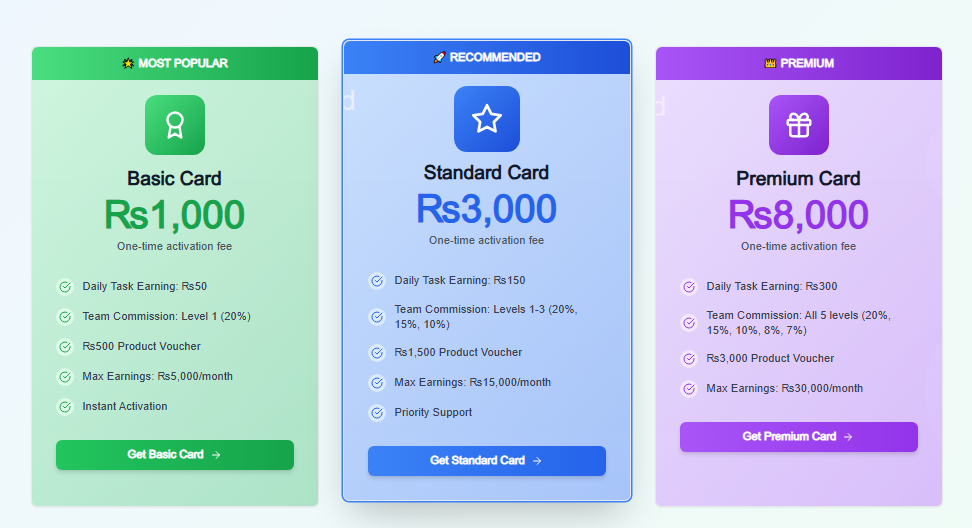 🌟 MOST POPULAR
Basic Card
Rs1,000
One-time activation fee
Daily Task Earning: Rs50
Team Commission: Level 1 (20%)
Rs500 Product Voucher
Max Earnings: Rs5,000/month
Instant Activation
Get Basic Card →
🚀 RECOMMENDED
d
Standard Card
Rs3,000
One-time activation fee
Daily Task Earning: Rs150
Team Commission: Levels 1-3 (20%,
15%, 10%)
Rs1,500 Product Voucher
Max Earnings: Rs15,000/month
Priority Support
Get Standard Card →
👑 PREMIUM
d
Premium Card
Rs8,000
One-time activation fee
Daily Task Earning: Rs300
Team Commission: All 5 levels (20%,
15%, 10%, 8%, 7%)
Rs3,000 Product Voucher
Max Earnings: Rs30,000/month
Get Premium Card →